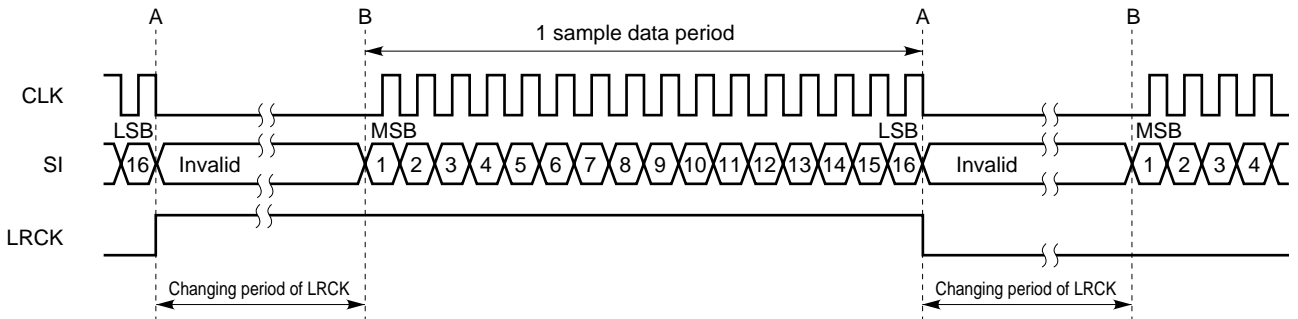 A B A B
1 sample data period
CLK
LSB MSB LSB MSB
SI 16 Invalid 1 2 3 4 5 6 7 8 9 10 11 12 13 14 15 16 Invalid 1 2 3 4
LRCK
Changing period of LRCK Changing period of LRCK